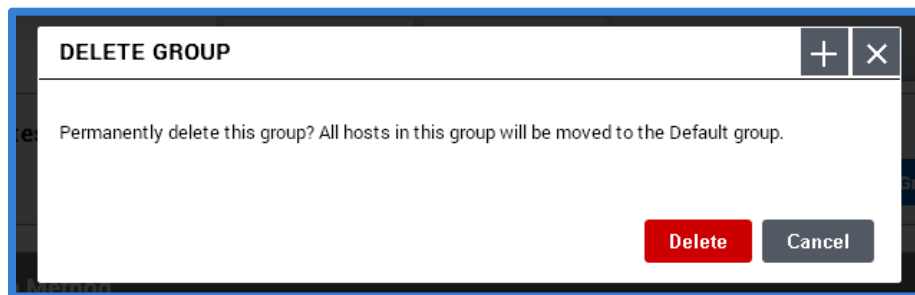 DELETE GROUP
Permanently delete this group? All hosts in this group will be moved to the Default group.
Delete
Cancel
Method